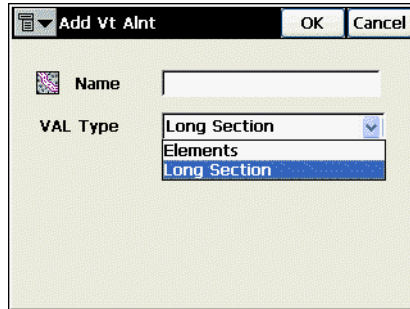 Add Vt Alnt OK Cancel
Name
VAL Type Long Section
Elements
Long Section